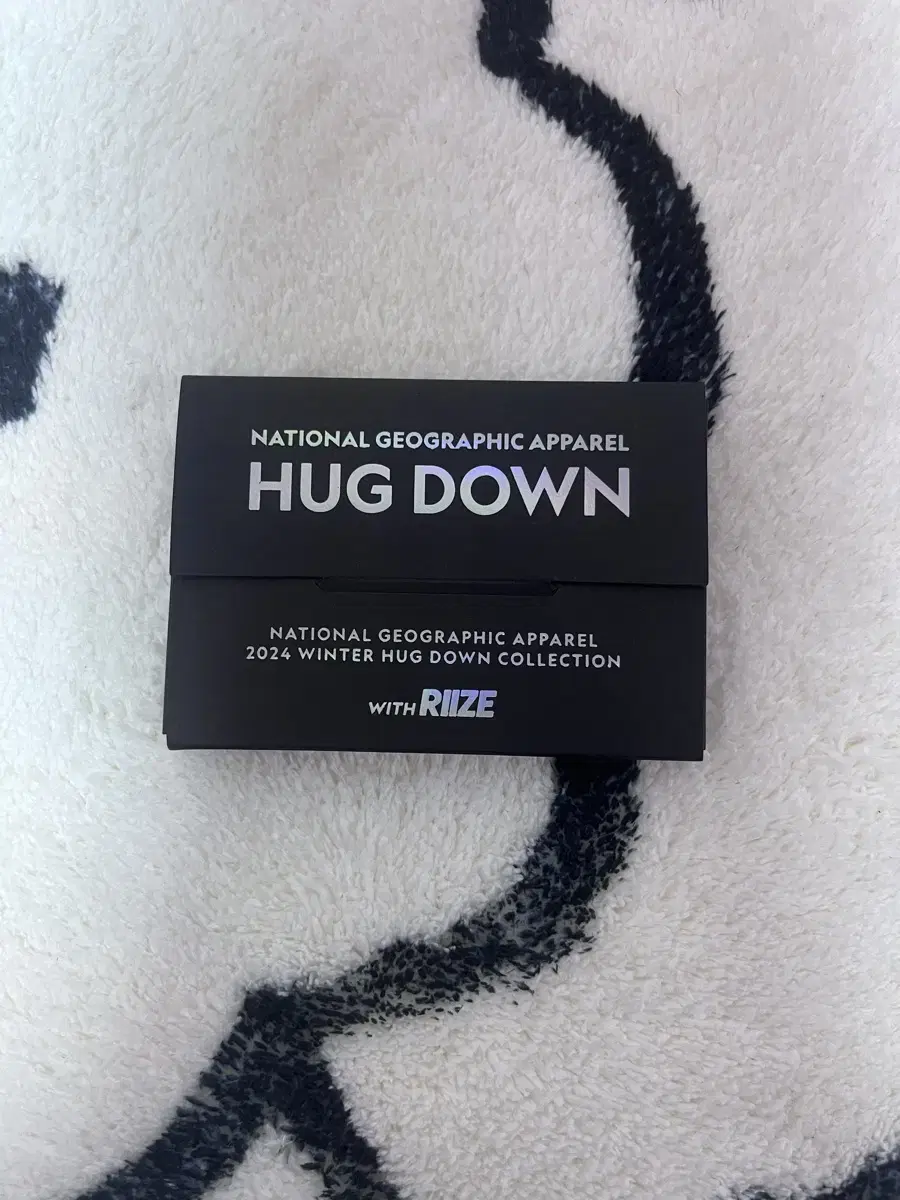 NATIONAL GEOGRAPHIC APPAREL
HUG DOWN
NATIONAL GEOGRAPHIC APPAREL
2024 WINTER HUG DOWN COLLECTION
WITH RIIZE